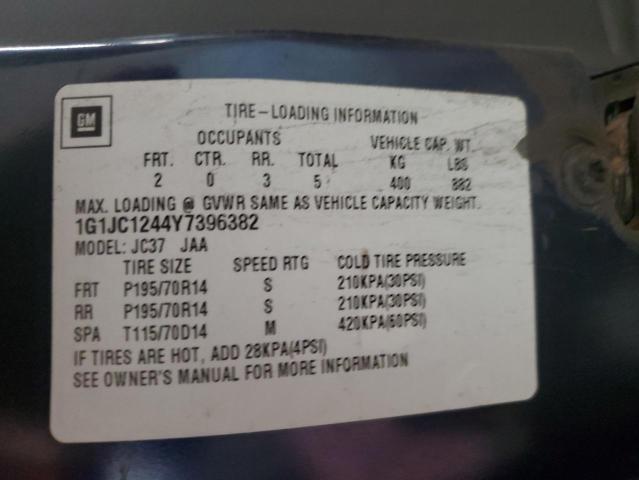 GM
TIRE-LOADING INFORMATION
OCCUPANTS VEHICLE CAP. WT.
FRT. CTR. RR. TOTAL KG LBS
2 0 3 5 400 882
MAX. LOADING @ GVWR SAME AS VEHICLE CAPACITY WEIGHT.
1G1JC1244Y7396382
MODEL: JC37 JAA
TIRE SIZE SPEED RTG COLD TIRE PRESSURE
FRT P195/70R14 S 210KPA(30PSI)
RR P195/70R14 S 210KPA(30PSI)
SPA T115/70D14 M 420KPA(60PSI)
IF TIRES ARE HOT, ADD 28KPA(4PSI)
SEE OWNER'S MANUAL FOR MORE INFORMATION